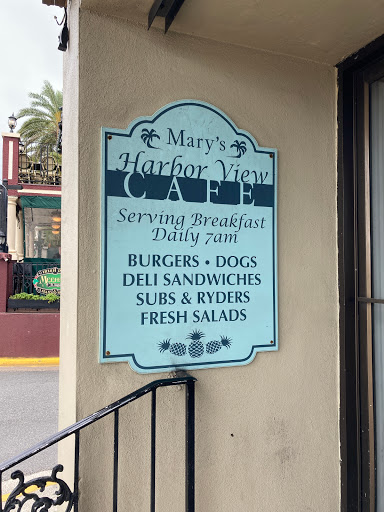 Mary's
Harbor View
CAFE
Serving Breakfast
Daily 7am
BURGERS • DOGS
DELI SANDWICHES
SUBS & RYDERS
FRESH SALADS